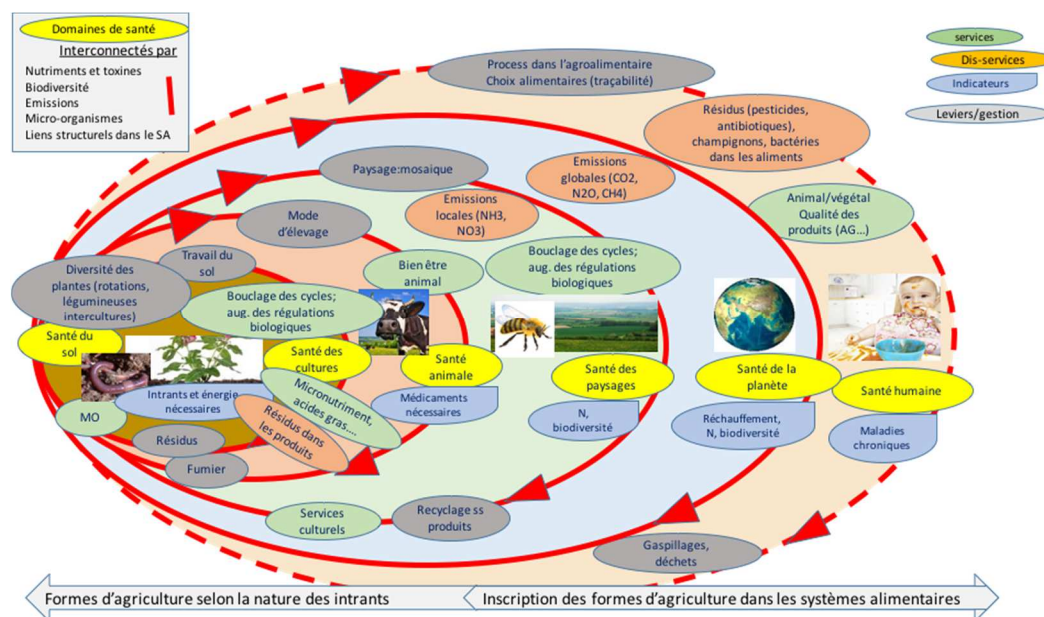 Domaines de santé
Interconnectés par
Nutriments et toxines
Biodiversité
Emissions
Micro-organismes
Liens structurels dans le SA
services
Dis-services
Indicateurs
Leviers/gestion
Process dans l'agroalimentaire
Choix alimentaires (traçabilité)
Résidus (pesticides,
antibiotiques),
champignons, bactéries
dans les aliments
Paysage:mosaique
Emissions
globales (CO2,
N2O, CH4)
Emissions
locales (NH3,
NO3)
Animal/végétal
Qualité des
produits (AG...)
Mode
d'élevage
Travail du
sol
Bien être
animal
Bouclage des cycles;
aug. des régulations
biologiques
Diversité des
plantes (rotations,
légumineuses
intercultures)
Bouclage des cycles;
aug. des régulations
biologiques
Santé du
sol
Santé des
cultures
Santé
animale
Santé des
paysages
Santé de la
planète
Santé humaine
MO
Intrants et énergie
nécessaires
Micronutriment,
acides gras....
Médicaments
nécessaires
N,
biodiversité
Réchauffement,
N, biodiversité
Maladies
chroniques
Résidus
Résidus dans
les produits
Fumier
Services
culturels
Recyclage ss
produits
Gaspillages,
déchets
Formes d'agriculture selon la nature des intrants
Inscription des formes d'agriculture dans les systèmes alimentaires